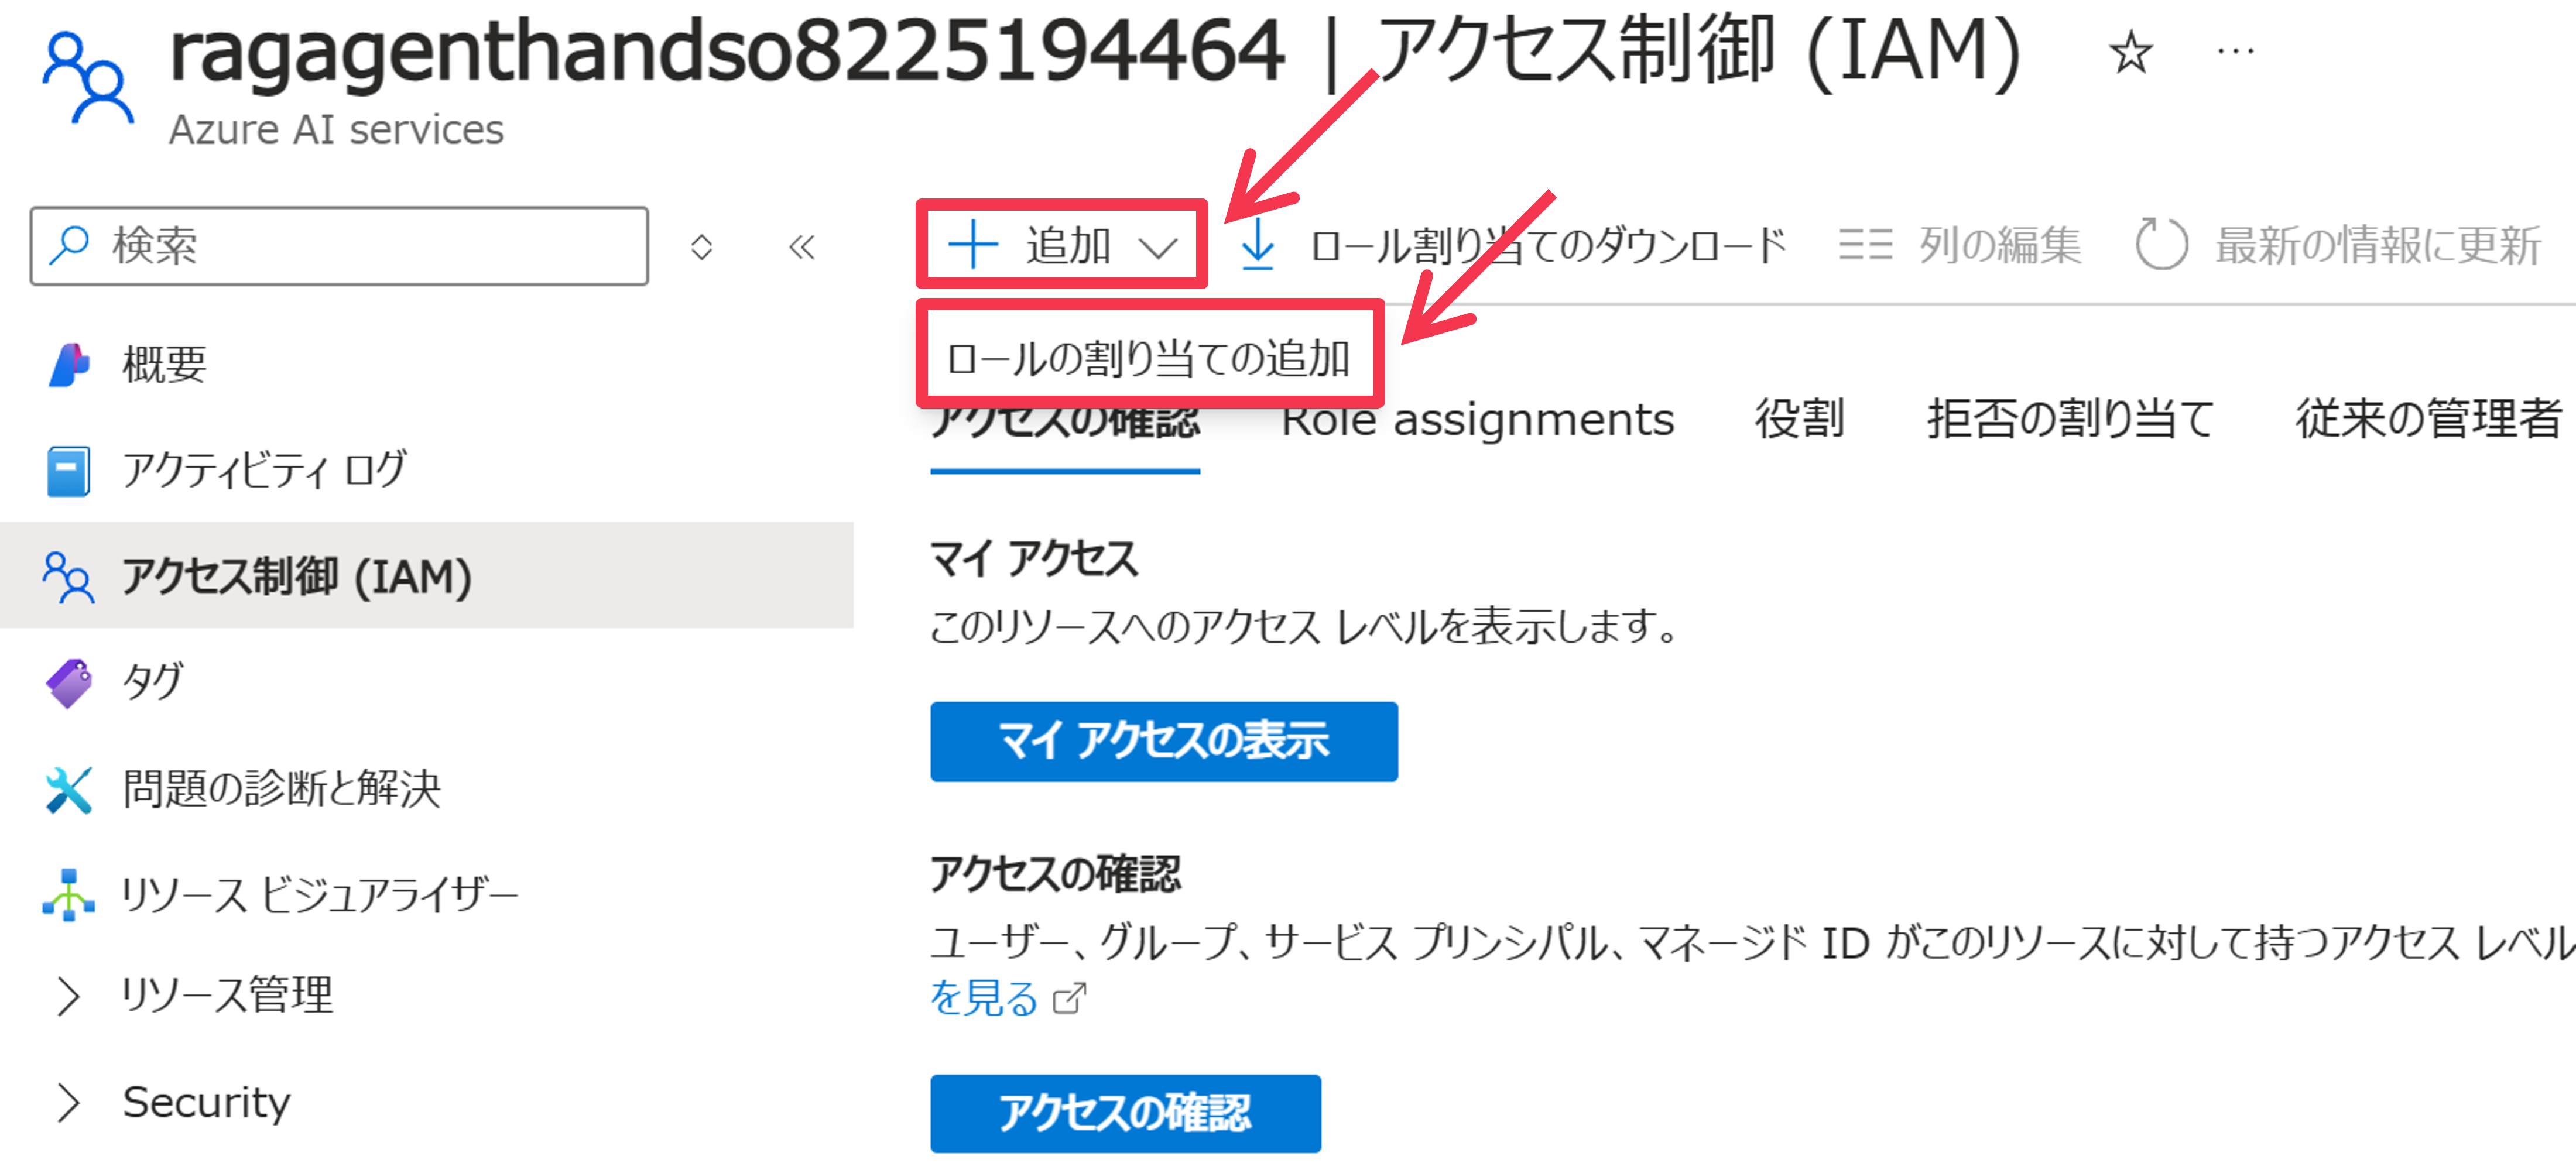 ragagenthandso8225194464 | アクセス制御 (IAM) ☆ …
Azure AI services
検索
追加
ロール割り当てのダウンロード
列の編集
最新の情報に更新
ロールの割り当ての追加
概要
アクセスの確認
Role assignments
役割
拒否の割り当て
従来の管理者
アクティビティ ログ
アクセス制御 (IAM)
タグ
問題の診断と解決
リソース ビジュアライザー
リソース管理
Security
マイ アクセス
このリソースへのアクセス レベルを表示します。
マイ アクセスの表示
アクセスの確認
ユーザー、グループ、サービス プリンシパル、マネージド ID がこのリソースに対して持つアクセス レベル
を見る
アクセスの確認